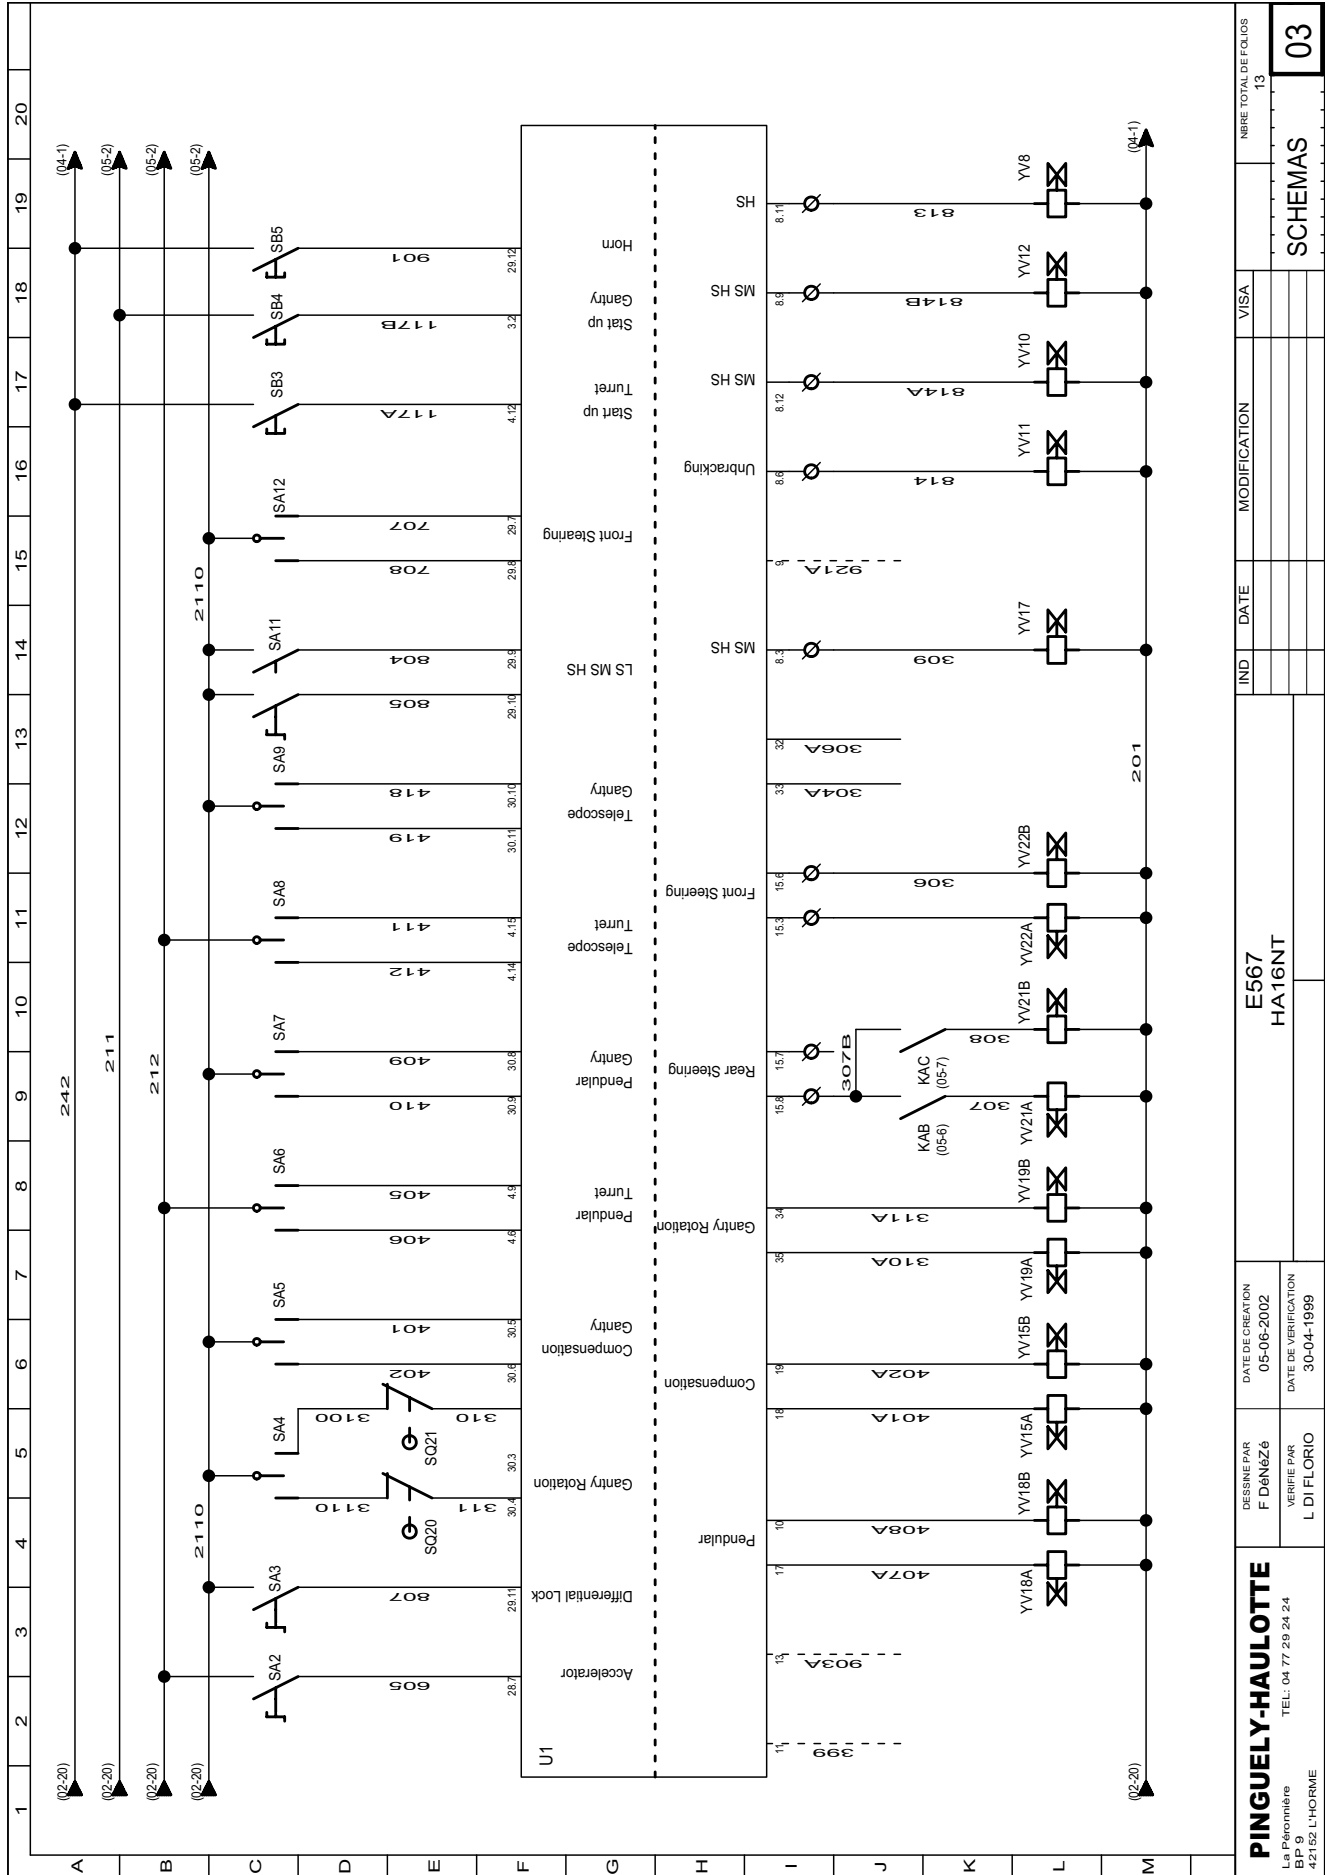 1 2 3 4 5 6 7 8 9 10 11 12 13 14 15 16 17 18 19 20
A
B
C
D
E
F
G
H
I
J
K
L
M
(02-20) 242 (04-1)
(02-20) 211 (05-2)
(02-20) 212 (05-2)
(02-20) 2110 2110 (05-2)
SA2 SA3 SA4 SA5 SA6 SA7 SA8 SA9 SA11 SA12 SB3 SB4 SB5
3110 3100
605 807 402 401 406 405 410 409 412 411 419 418 805 804 708 707 117A 117B 901
SQ20 SQ21
311 310
28.7 29.11 30.4 30.3 30.6 30.5 4.6 4.9 30.9 30.8 4.14 4.15 30.11 30.10 29.10 29.9 29.8 29.7 4.12 3.2 29.12
U1
Accelerator
Differential Lock
Gantry Rotation
Compensation
Gantry
Pendular
Turret
Pendular
Gantry
Telescope
Turret
Telescope
Gantry
LS MS HS
Front Stearing
Start up
Turret
Stat up
Gantry
Horn
Pendular
Compensation
Gantry Rotation
Rear Steering
Front Steering
MS HS
Unbracking
MS HS
MS HS
HS
11 13 17 10 18 19 35 34 15.8 15.7 15.3 15.6 33 32 8.3 9 8.6 8.12 8.9 8.11
399 903A 407A 408A 401A 402A 310A 311A 307B 304A 306A 921A
KAB
(05-6)
KAC
(05-7)
307 308 306 309 814 814A 814B 813
YV18A YV18B YV15A YV15B YV19A YV19B YV21A YV21B YV22A YV22B YV17 YV11 YV10 YV12 YV8
(02-20) 201 (04-1)
PINGUELY-HAULOTTE
La Péronnière
BP 9
42152 L'HORME
TEL: 04 77 29 24 24
DESSINE PAR
F DéNéZé
VERIFIE PAR
L DI FLORIO
DATE DE CREATION
05-06-2002
DATE DE VERIFICATION
30-04-1999
E567
HA16NT
IND DATE MODIFICATION VISA
NBRE TOTAL DE FOLIOS
13
SCHEMAS
03